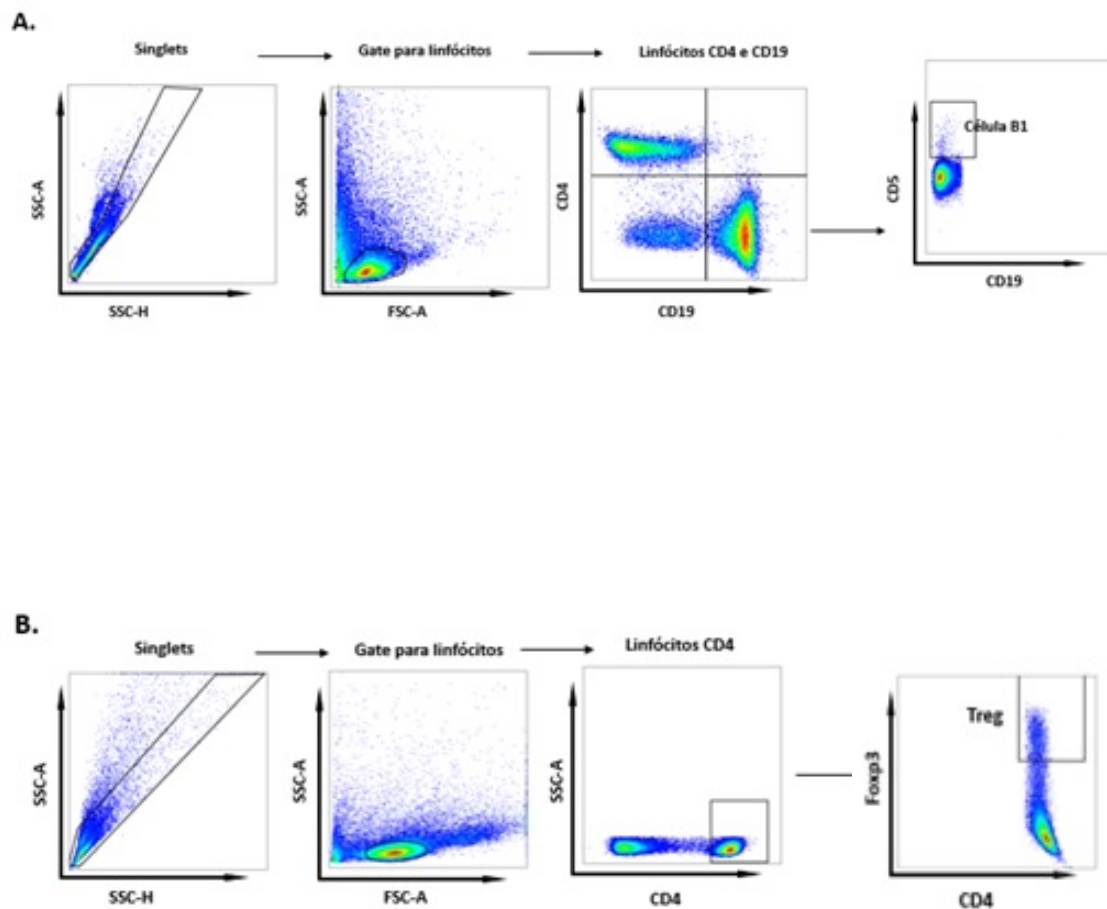 A.
Singlets
Gate para linfócitos
Linfócitos CD4 e CD19
SSC-A
SSC-H
SSC-A
FSC-A
CD4
CD19
Célula B1
CD5
CD19
B.
Singlets
Gate para linfócitos
Linfócitos CD4
SSC-A
SSC-H
SSC-A
FSC-A
SSC-A
CD4
Treg
Foxp3
CD4